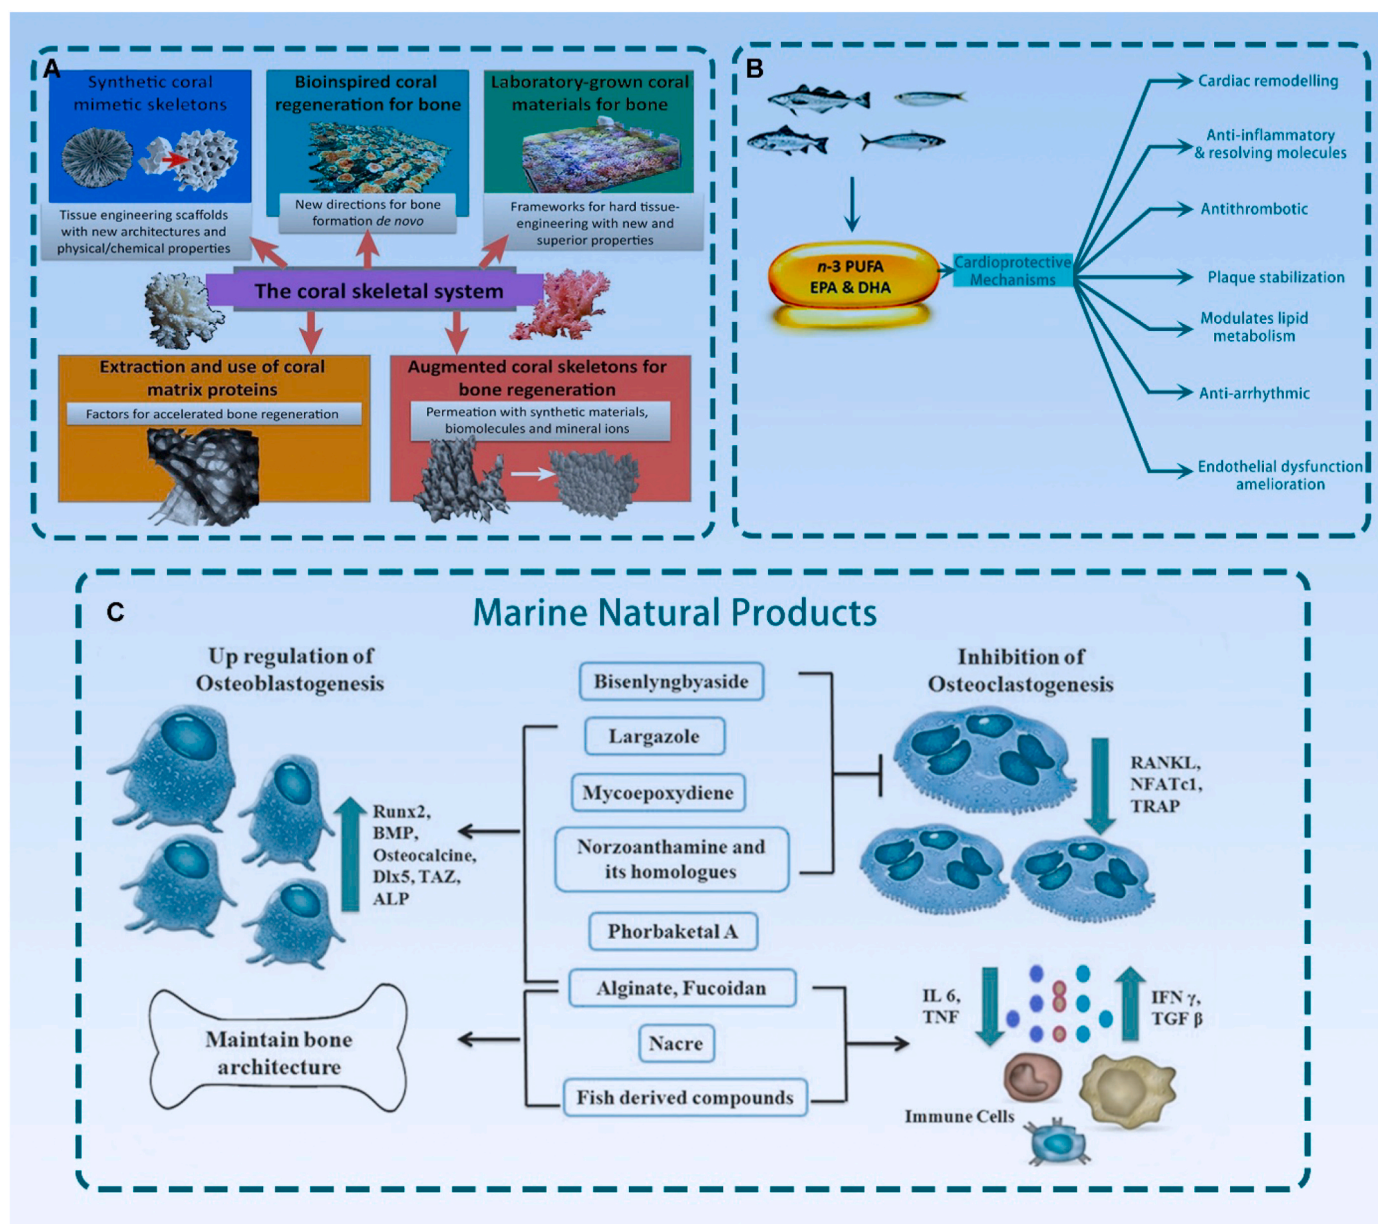 A
Synthetic coral
mimetic skeletons
Tissue engineering scaffolds
with new architectures and
physical/chemical properties
Bioinspired coral
regeneration for bone
New directions for bone
formation de novo
Laboratory-grown coral
materials for bone
Frameworks for hard tissue-
engineering with new and
superior properties
The coral skeletal system
Extraction and use of coral
matrix proteins
Factors for accelerated bone regeneration
Augmented coral skeletons for
bone regeneration
Permeation with synthetic materials,
biomolecules and mineral ions
B
n-3 PUFA
EPA & DHA
Cardioprotective
Mechanisms
Cardiac remodelling
Anti-inflammatory
& resolving molecules
Antithrombotic
Plaque stabilization
Modulates lipid
metabolism
Anti-arrhythmic
Endothelial dysfunction
amelioration
C
Marine Natural Products
Up regulation of
Osteoblastogenesis
Runx2,
BMP,
Osteocalcine,
Dlx5, TAZ,
ALP
Maintain bone
architecture
Bisenlyngbyaside
Largazole
Mycoepoxydiene
Norzoanthamine and
its homologues
Phorbaketal A
Alginate, Fucoidan
Nacre
Fish derived compounds
Inhibition of
Osteoclastogenesis
RANKL,
NFATc1,
TRAP
IL 6,
TNF
IFN γ,
TGF β
Immune Cells